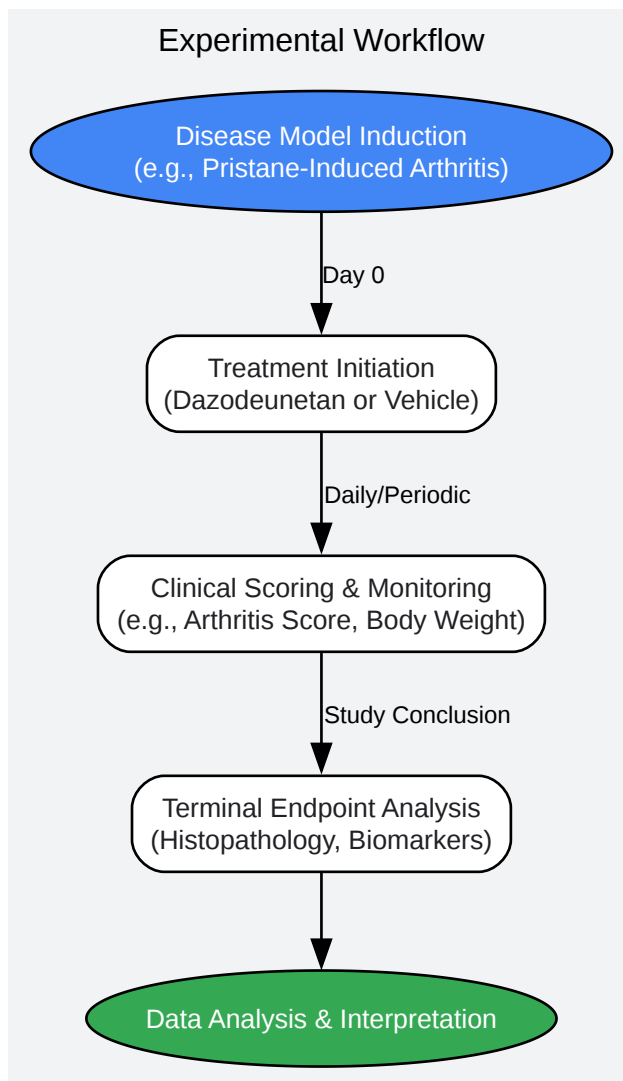 Experimental Workflow
Disease Model Induction
(e.g., Pristane-Induced Arthritis)
Day 0
Treatment Initiation
(Dazodeunetan or Vehicle)
Daily/Periodic
Clinical Scoring & Monitoring
(e.g., Arthritis Score, Body Weight)
Study Conclusion
Terminal Endpoint Analysis
(Histopathology, Biomarkers)
Data Analysis & Interpretation